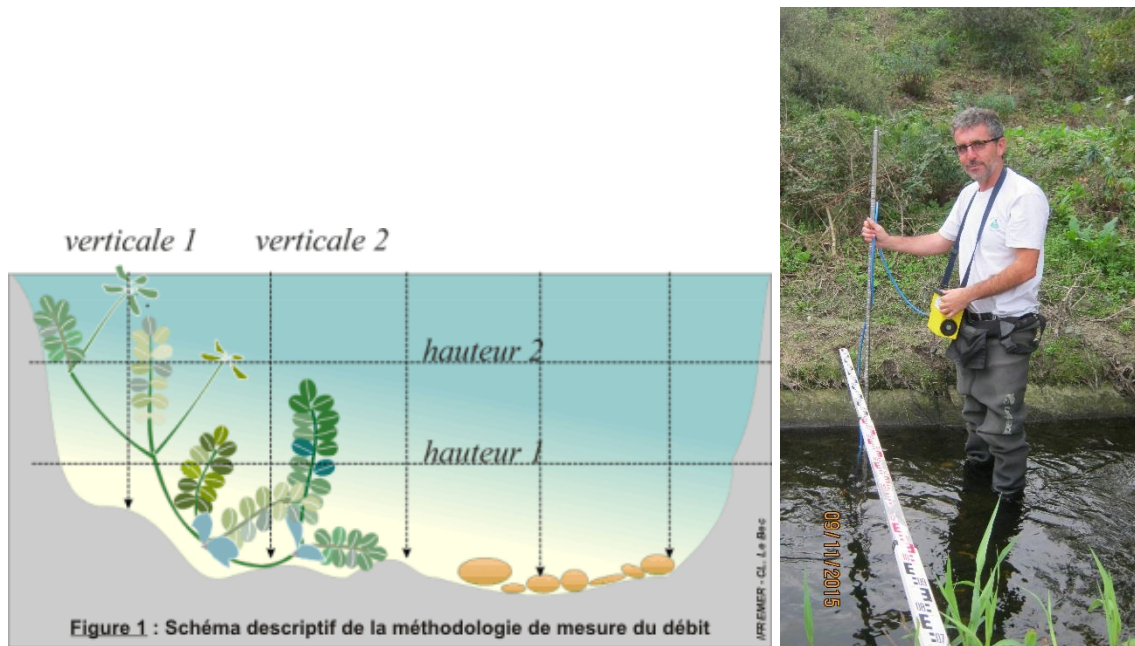 verticale 1 verticale 2
hauteur 2
hauteur 1
IFREMER - CL. Le Bec
Figure 1 : Schéma descriptif de la méthodologie de mesure du débit
09/11/2015